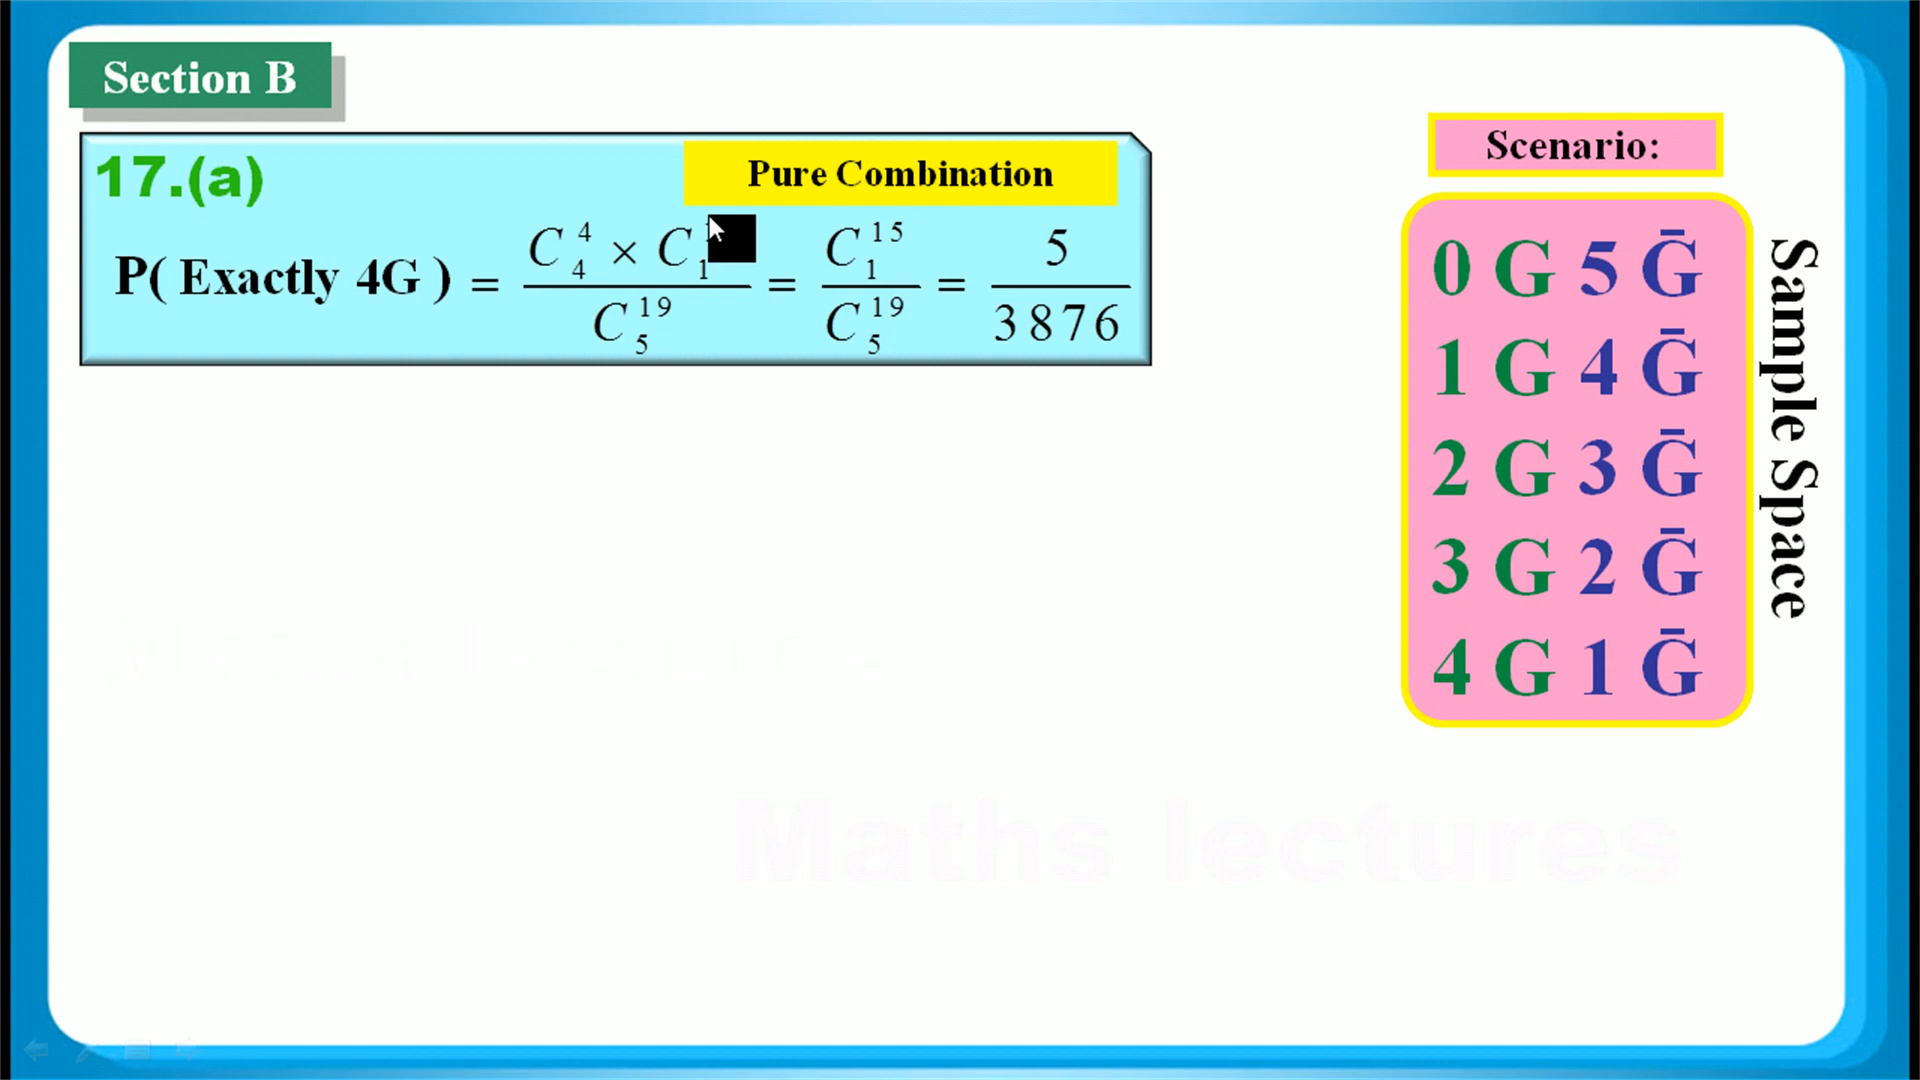 Section B
17.(a)
Pure Combination
P( Exactly 4G ) = C 4 4 × C 1 / C 19 5 = C 15 1 / C 19 5 = 5 / 3876
Scenario:
0 G 5 Ḡ
1 G 4 Ḡ
2 G 3 Ḡ
3 G 2 Ḡ
4 G 1 Ḡ
Sample Space
Maths lectures